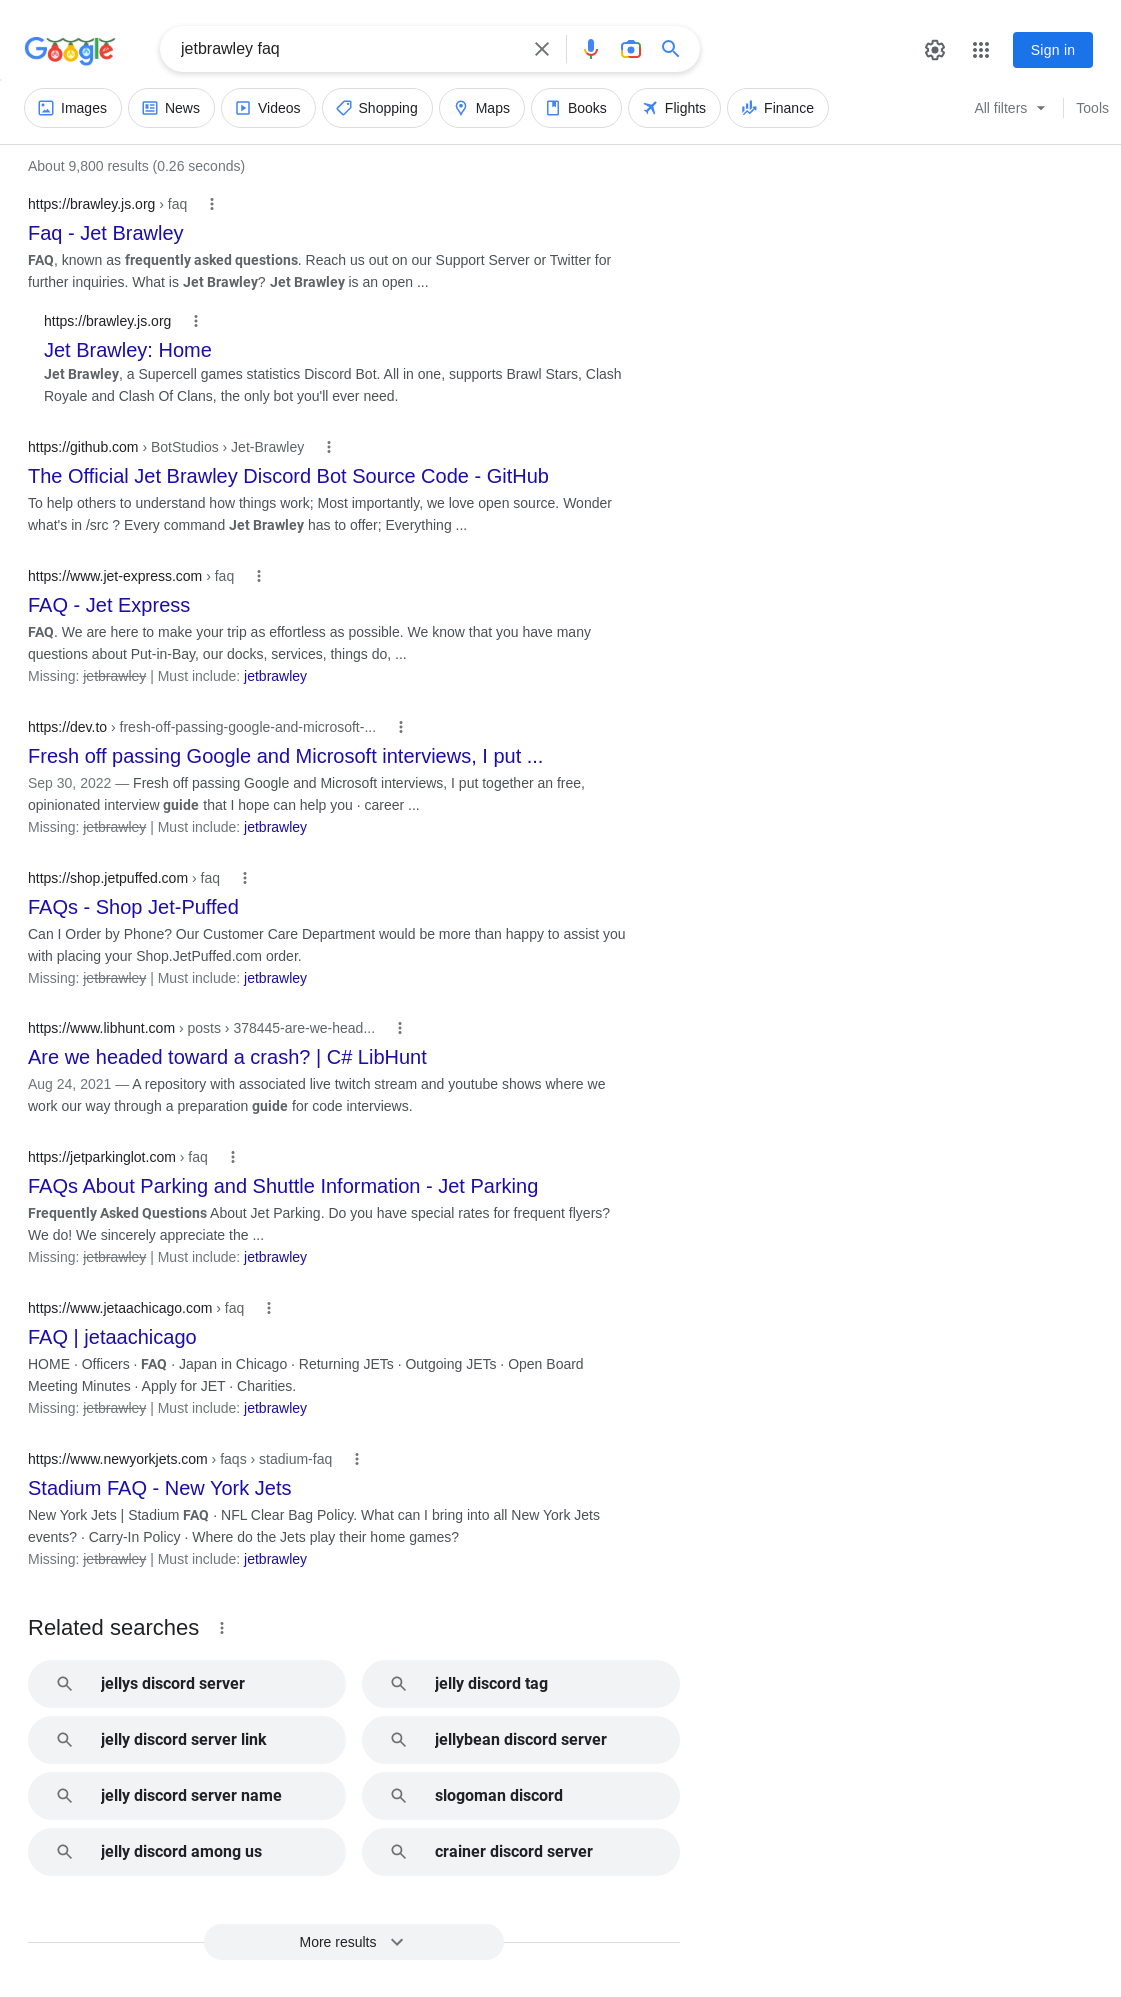 Google
jetbrawley faq
Sign in
Images News Videos Shopping Maps Books Flights Finance All filters Tools
About 9,800 results (0.26 seconds)
https://brawley.js.org › faq
Faq - Jet Brawley
FAQ, known as frequently asked questions. Reach us out on our Support Server or Twitter for
further inquiries. What is Jet Brawley? Jet Brawley is an open ...
https://brawley.js.org
Jet Brawley: Home
Jet Brawley, a Supercell games statistics Discord Bot. All in one, supports Brawl Stars, Clash
Royale and Clash Of Clans, the only bot you'll ever need.
https://github.com › BotStudios › Jet-Brawley
The Official Jet Brawley Discord Bot Source Code - GitHub
To help others to understand how things work; Most importantly, we love open source. Wonder
what's in /src ? Every command Jet Brawley has to offer; Everything ...
https://www.jet-express.com › faq
FAQ - Jet Express
FAQ. We are here to make your trip as effortless as possible. We know that you have many
questions about Put-in-Bay, our docks, services, things do, ...
Missing: jetbrawley | Must include: jetbrawley
https://dev.to › fresh-off-passing-google-and-microsoft-...
Fresh off passing Google and Microsoft interviews, I put ...
Sep 30, 2022 — Fresh off passing Google and Microsoft interviews, I put together an free,
opinionated interview guide that I hope can help you · career ...
Missing: jetbrawley | Must include: jetbrawley
https://shop.jetpuffed.com › faq
FAQs - Shop Jet-Puffed
Can I Order by Phone? Our Customer Care Department would be more than happy to assist you
with placing your Shop.JetPuffed.com order.
Missing: jetbrawley | Must include: jetbrawley
https://www.libhunt.com › posts › 378445-are-we-head...
Are we headed toward a crash? | C# LibHunt
Aug 24, 2021 — A repository with associated live twitch stream and youtube shows where we
work our way through a preparation guide for code interviews.
https://jetparkinglot.com › faq
FAQs About Parking and Shuttle Information - Jet Parking
Frequently Asked Questions About Jet Parking. Do you have special rates for frequent flyers?
We do! We sincerely appreciate the ...
Missing: jetbrawley | Must include: jetbrawley
https://www.jetaachicago.com › faq
FAQ | jetaachicago
HOME · Officers · FAQ · Japan in Chicago · Returning JETs · Outgoing JETs · Open Board
Meeting Minutes · Apply for JET · Charities.
Missing: jetbrawley | Must include: jetbrawley
https://www.newyorkjets.com › faqs › stadium-faq
Stadium FAQ - New York Jets
New York Jets | Stadium FAQ · NFL Clear Bag Policy. What can I bring into all New York Jets
events? · Carry-In Policy · Where do the Jets play their home games?
Missing: jetbrawley | Must include: jetbrawley
Related searches
jellys discord server
jelly discord tag
jelly discord server link
jellybean discord server
jelly discord server name
slogoman discord
jelly discord among us
crainer discord server
More results